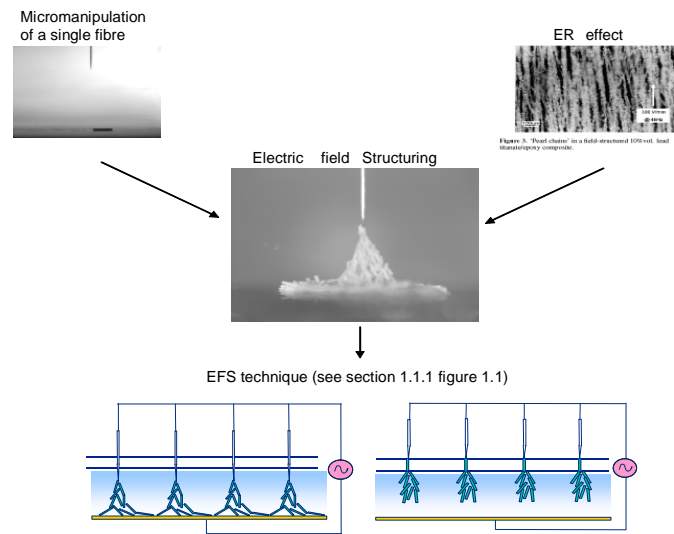 Micromanipulation
of a single fibre
ER effect
Figure 3. 'Pearl chains' in a field-structured 10%-vol. lead
titanate/epoxy composite.
Electric field Structuring
EFS technique (see section 1.1.1 figure 1.1)